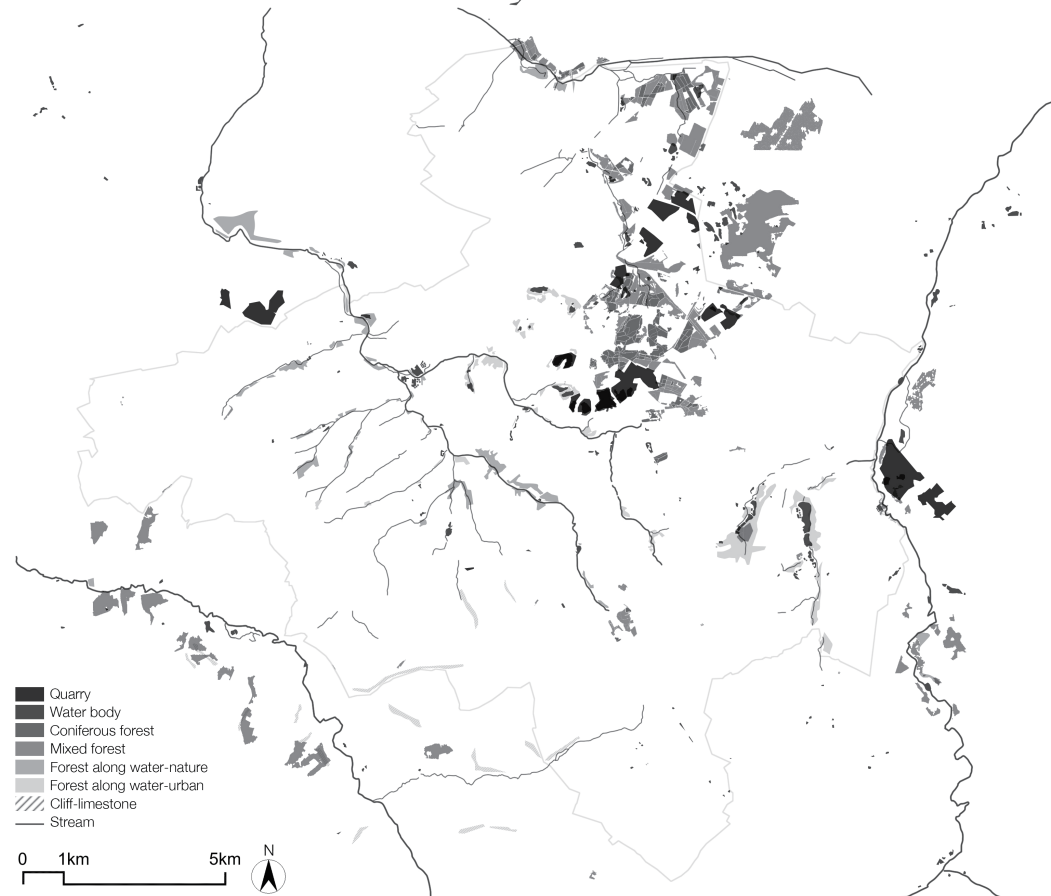 Quarry
Water body
Coniferous forest
Mixed forest
Forest along water-nature
Forest along water-urban
Cliff-limestone
Stream
0 1km 5km
N